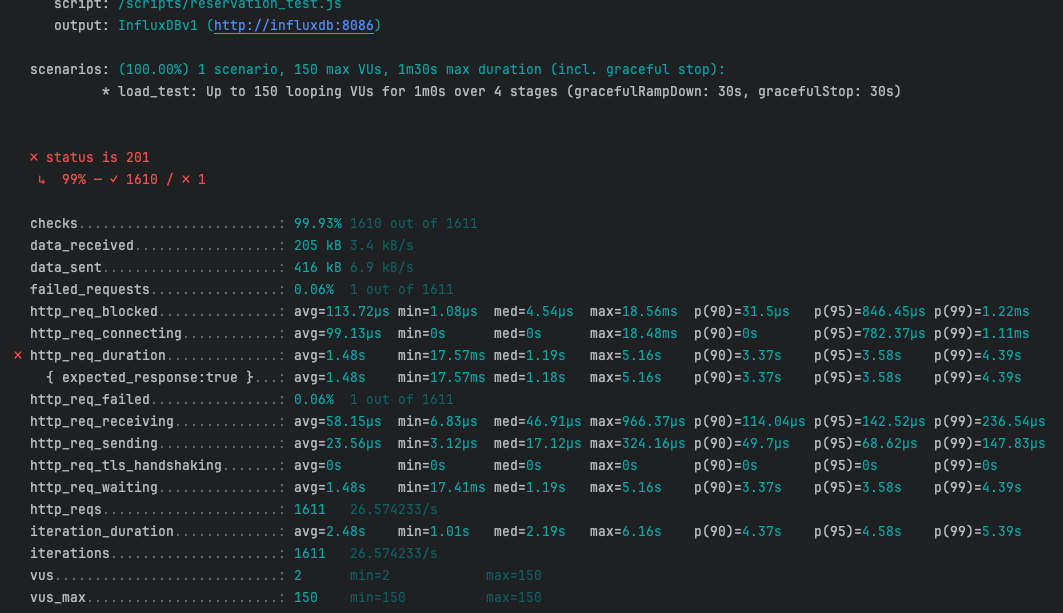 script: /scripts/reservation_test.js
output: InfluxDBv1 (http://influxdb:8086)
scenarios: (100.00%) 1 scenario, 150 max VUs, 1m30s max duration (incl. graceful stop):
* load_test: Up to 150 looping VUs for 1m0s over 4 stages (gracefulRampDown: 30s, gracefulStop: 30s)
✗ status is 201
↳ 99% — ✓ 1610 / ✗ 1
checks.........................: 99.93% 1610 out of 1611
data_received..................: 205 kB 3.4 kB/s
data_sent......................: 416 kB 6.9 kB/s
failed_requests................: 0.06% 1 out of 1611
http_req_blocked...............: avg=113.72µs min=1.08µs med=4.54µs max=18.56ms p(90)=31.5µs p(95)=846.45µs p(99)=1.22ms
http_req_connecting............: avg=99.13µs min=0s med=0s max=18.48ms p(90)=0s p(95)=782.37µs p(99)=1.11ms
✗ http_req_duration..............: avg=1.48s min=17.57ms med=1.19s max=5.16s p(90)=3.37s p(95)=3.58s p(99)=4.39s
{ expected_response:true }...: avg=1.48s min=17.57ms med=1.18s max=5.16s p(90)=3.37s p(95)=3.58s p(99)=4.39s
http_req_failed................: 0.06% 1 out of 1611
http_req_receiving.............: avg=58.15µs min=6.83µs med=46.91µs max=966.37µs p(90)=114.04µs p(95)=142.52µs p(99)=236.54µs
http_req_sending...............: avg=23.56µs min=3.12µs med=17.12µs max=324.16µs p(90)=49.7µs p(95)=68.62µs p(99)=147.83µs
http_req_tls_handshaking.......: avg=0s min=0s med=0s max=0s p(90)=0s p(95)=0s p(99)=0s
http_req_waiting...............: avg=1.48s min=17.41ms med=1.19s max=5.16s p(90)=3.37s p(95)=3.58s p(99)=4.39s
http_reqs......................: 1611 26.574233/s
iteration_duration.............: avg=2.48s min=1.01s med=2.19s max=6.16s p(90)=4.37s p(95)=4.58s p(99)=5.39s
iterations.....................: 1611 26.574233/s
vus............................: 2 min=2 max=150
vus_max........................: 150 min=150 max=150